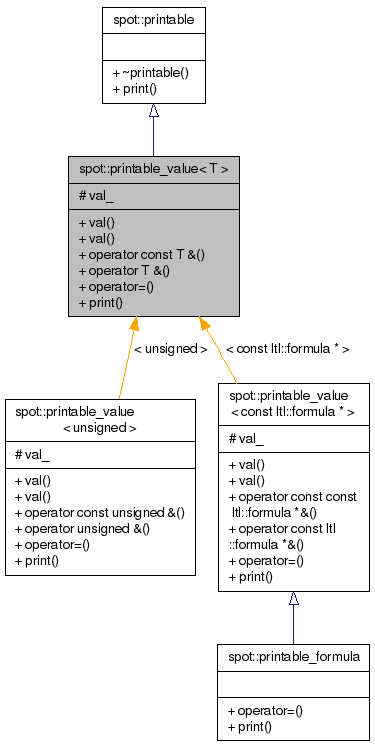 spot::printable
+ ~printable()
+ print()
spot::printable_value< T >
# val_
+ val()
+ val()
+ operator const T &()
+ operator T &()
+ operator=()
+ print()
< unsigned >
< const ltl::formula * >
spot::printable_value
< unsigned >
# val_
+ val()
+ val()
+ operator const unsigned &()
+ operator unsigned &()
+ operator=()
+ print()
spot::printable_value
< const ltl::formula * >
# val_
+ val()
+ val()
+ operator const const
ltl::formula *&()
+ operator const ltl
::formula *&()
+ operator=()
+ print()
spot::printable_formula
+ operator=()
+ print()